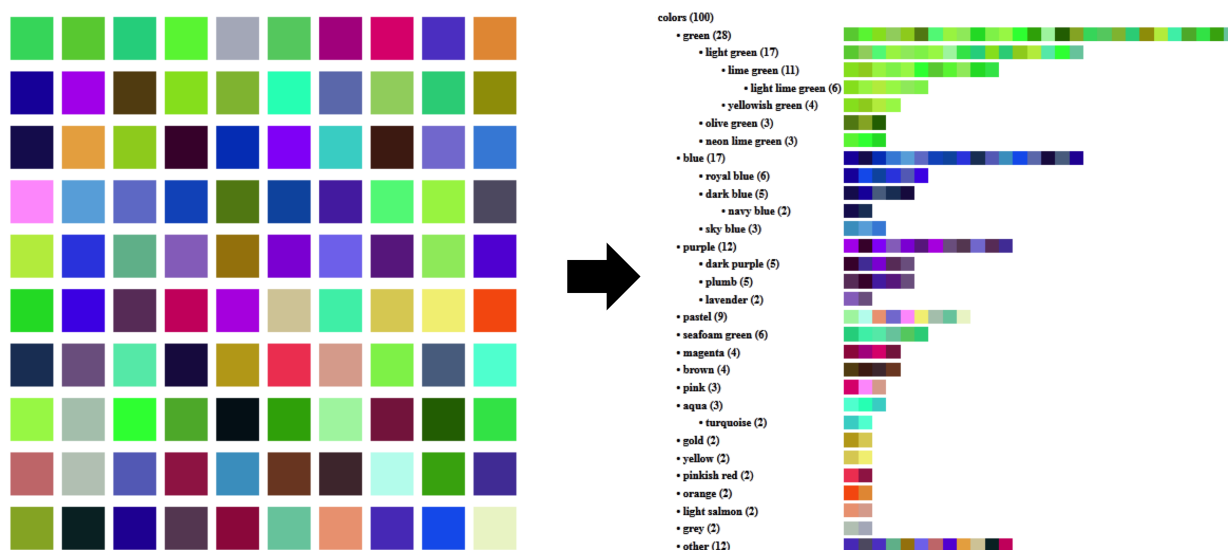 colors (100)
• green (28)
• light green (17)
• lime green (11)
• light lime green (6)
• yellowish green (4)
• olive green (3)
• neon lime green (3)
• blue (17)
• royal blue (6)
• dark blue (5)
• navy blue (2)
• sky blue (3)
• purple (12)
• dark purple (5)
• plumb (5)
• lavender (2)
• pastel (9)
• seafoam green (6)
• magenta (4)
• brown (4)
• pink (3)
• aqua (3)
• turquoise (2)
• gold (2)
• yellow (2)
• pinkish red (2)
• orange (2)
• light salmon (2)
• grey (2)
• other (12)